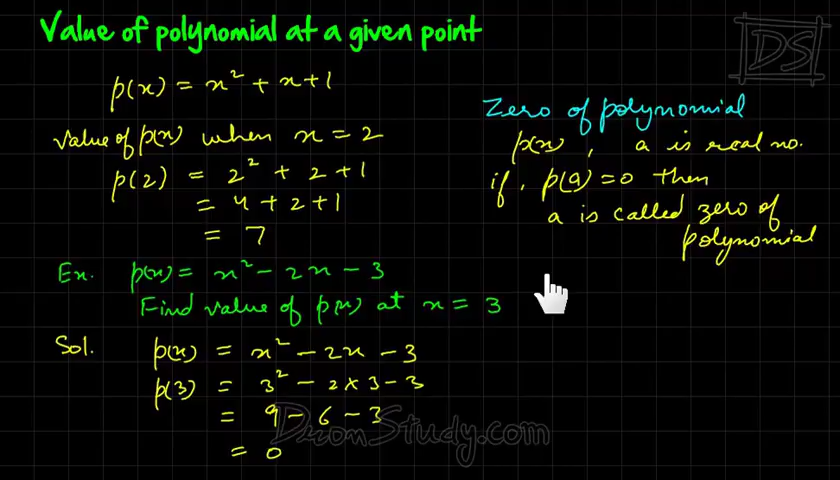 Value of polynomial at a given point
DS
p(x) = x² + x + 1
Value of p(x) when x = 2
p(2) = 2² + 2 + 1
= 4 + 2 + 1
= 7
Zero of polynomial
p(x), a is real no.
if, p(a) = 0 then
a is called zero of
polynomial
Ex. p(x) = x² - 2x - 3
Find value of p(x) at x = 3
Sol. p(x) = x² - 2x - 3
p(3) = 3² - 2 × 3 - 3
= 9 - 6 - 3
= 0
DronStudy.com